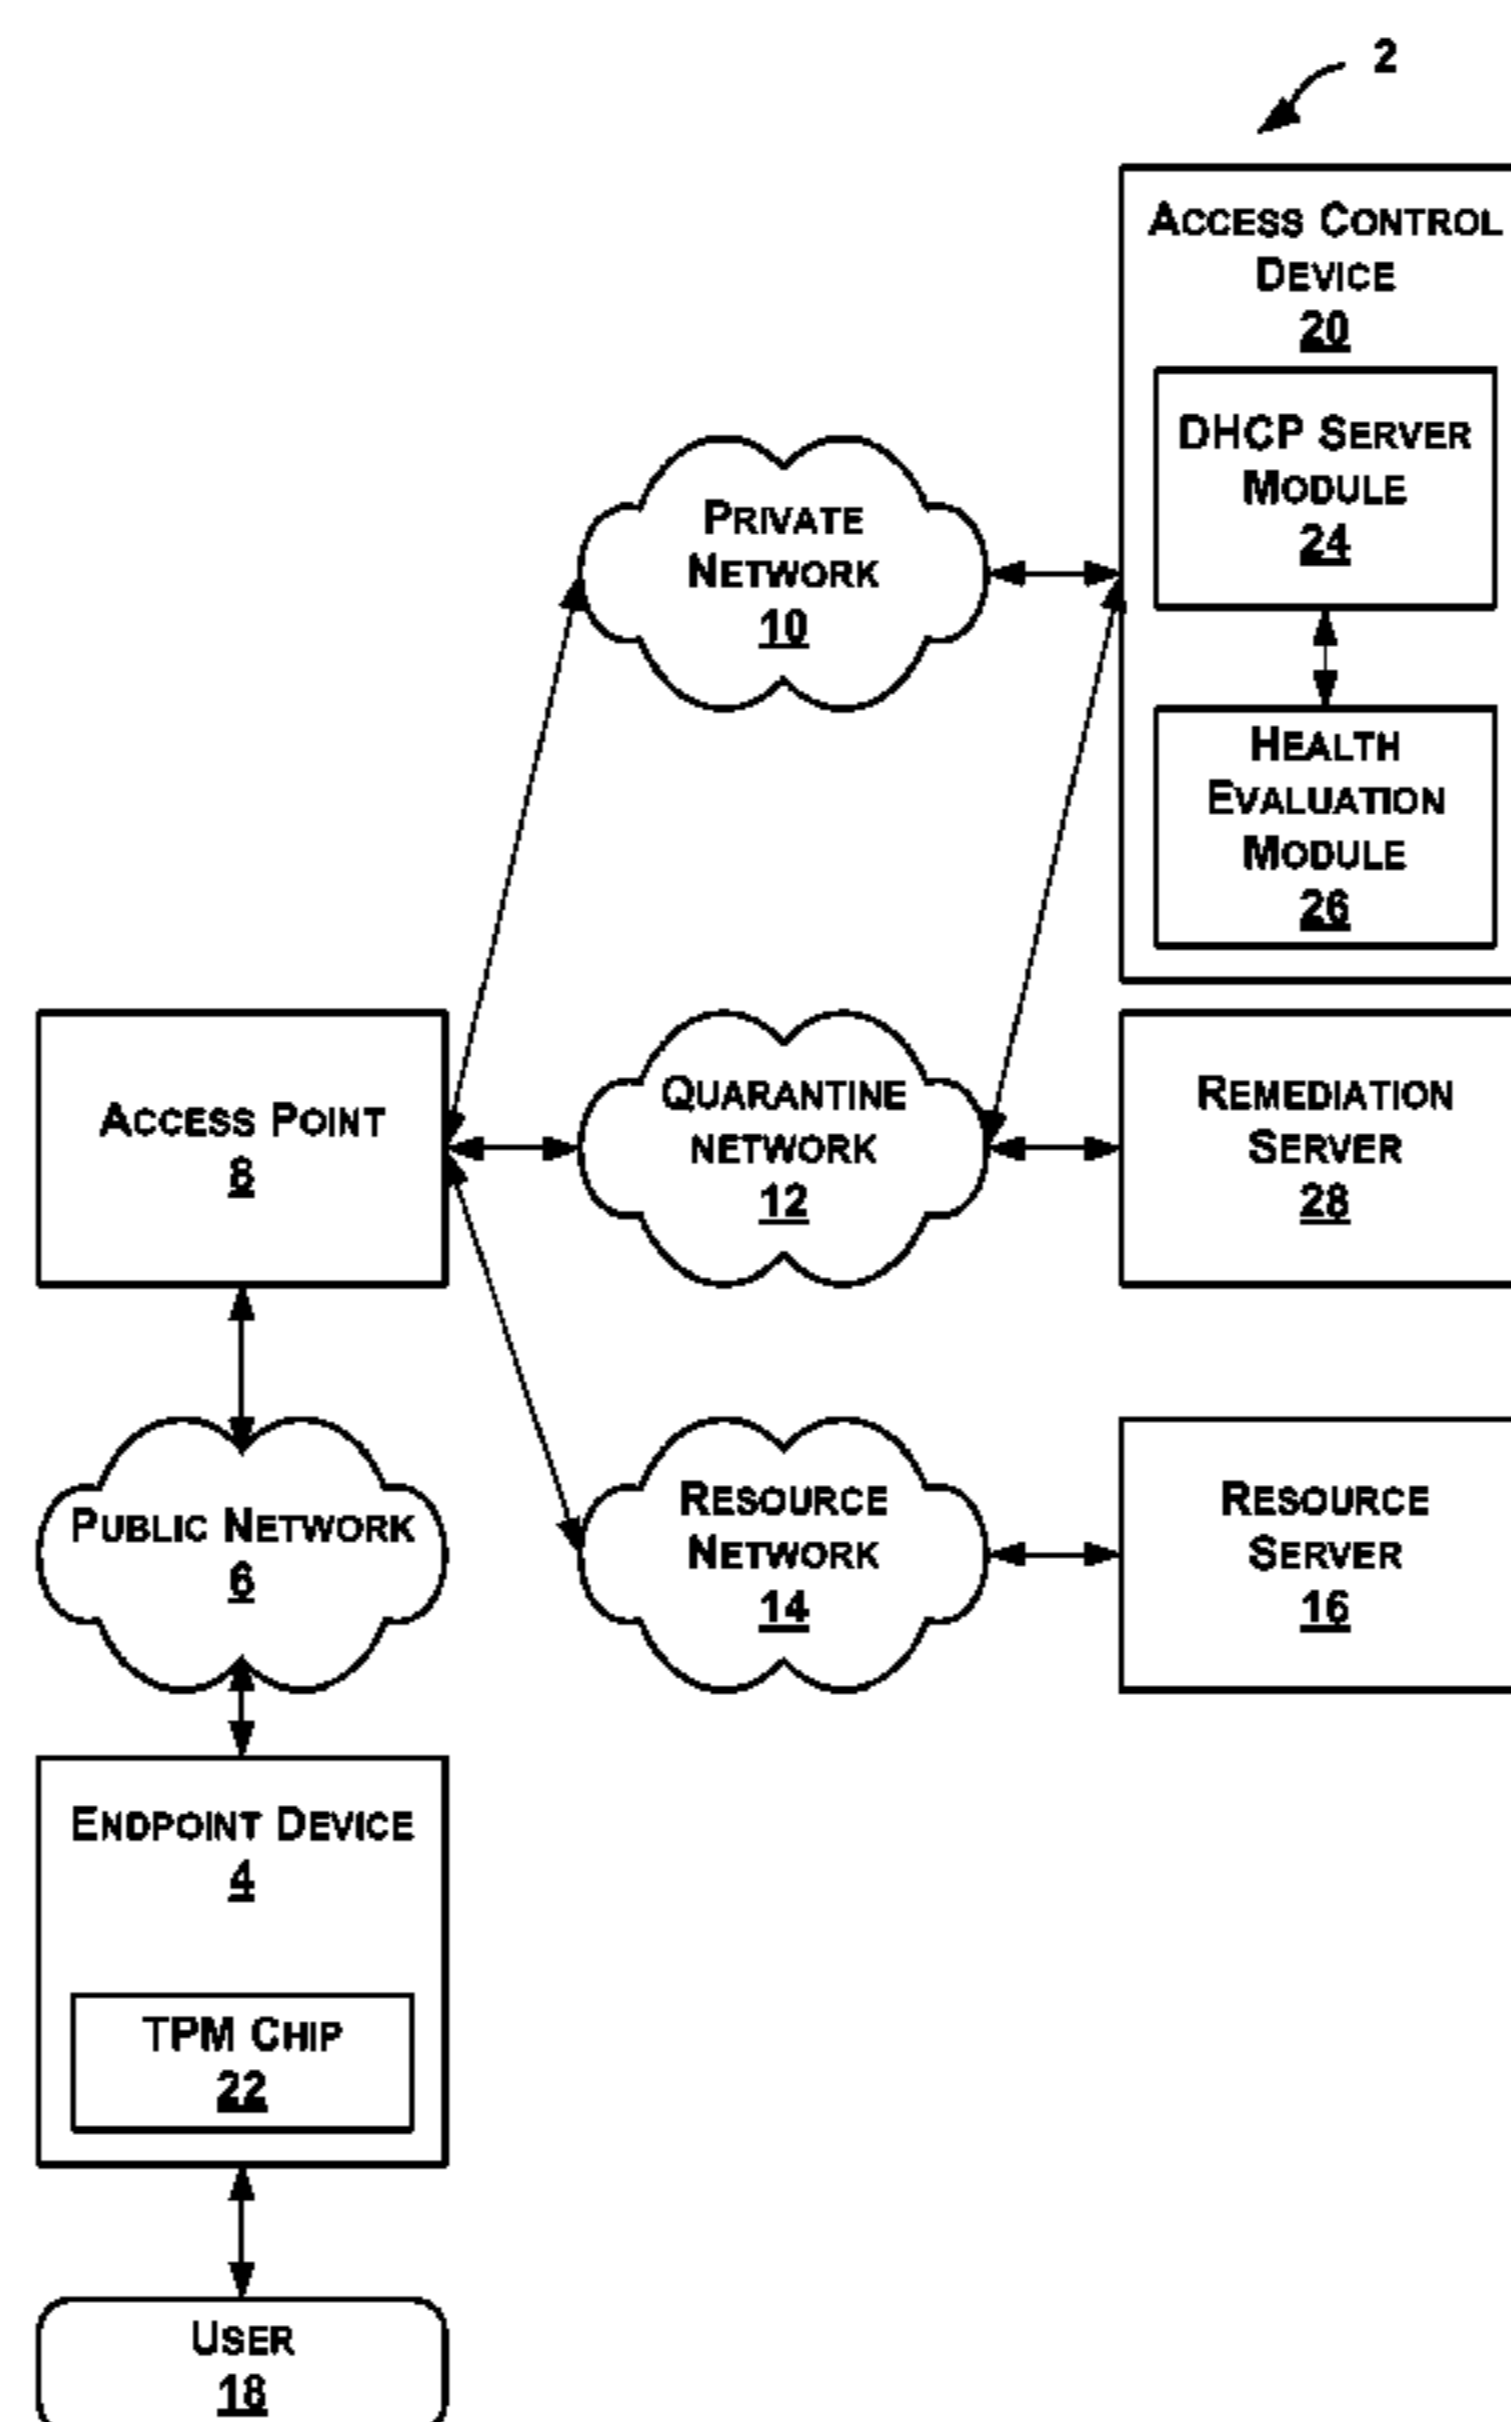 2
ACCESS CONTROL
DEVICE
20
DHCP SERVER
MODULE
24
HEALTH
EVALUATION
MODULE
26
PRIVATE
NETWORK
10
ACCESS POINT
8
QUARANTINE
NETWORK
12
REMEDIATION
SERVER
28
PUBLIC NETWORK
6
RESOURCE
NETWORK
14
RESOURCE
SERVER
16
ENDPOINT DEVICE
4
TPM CHIP
22
USER
18